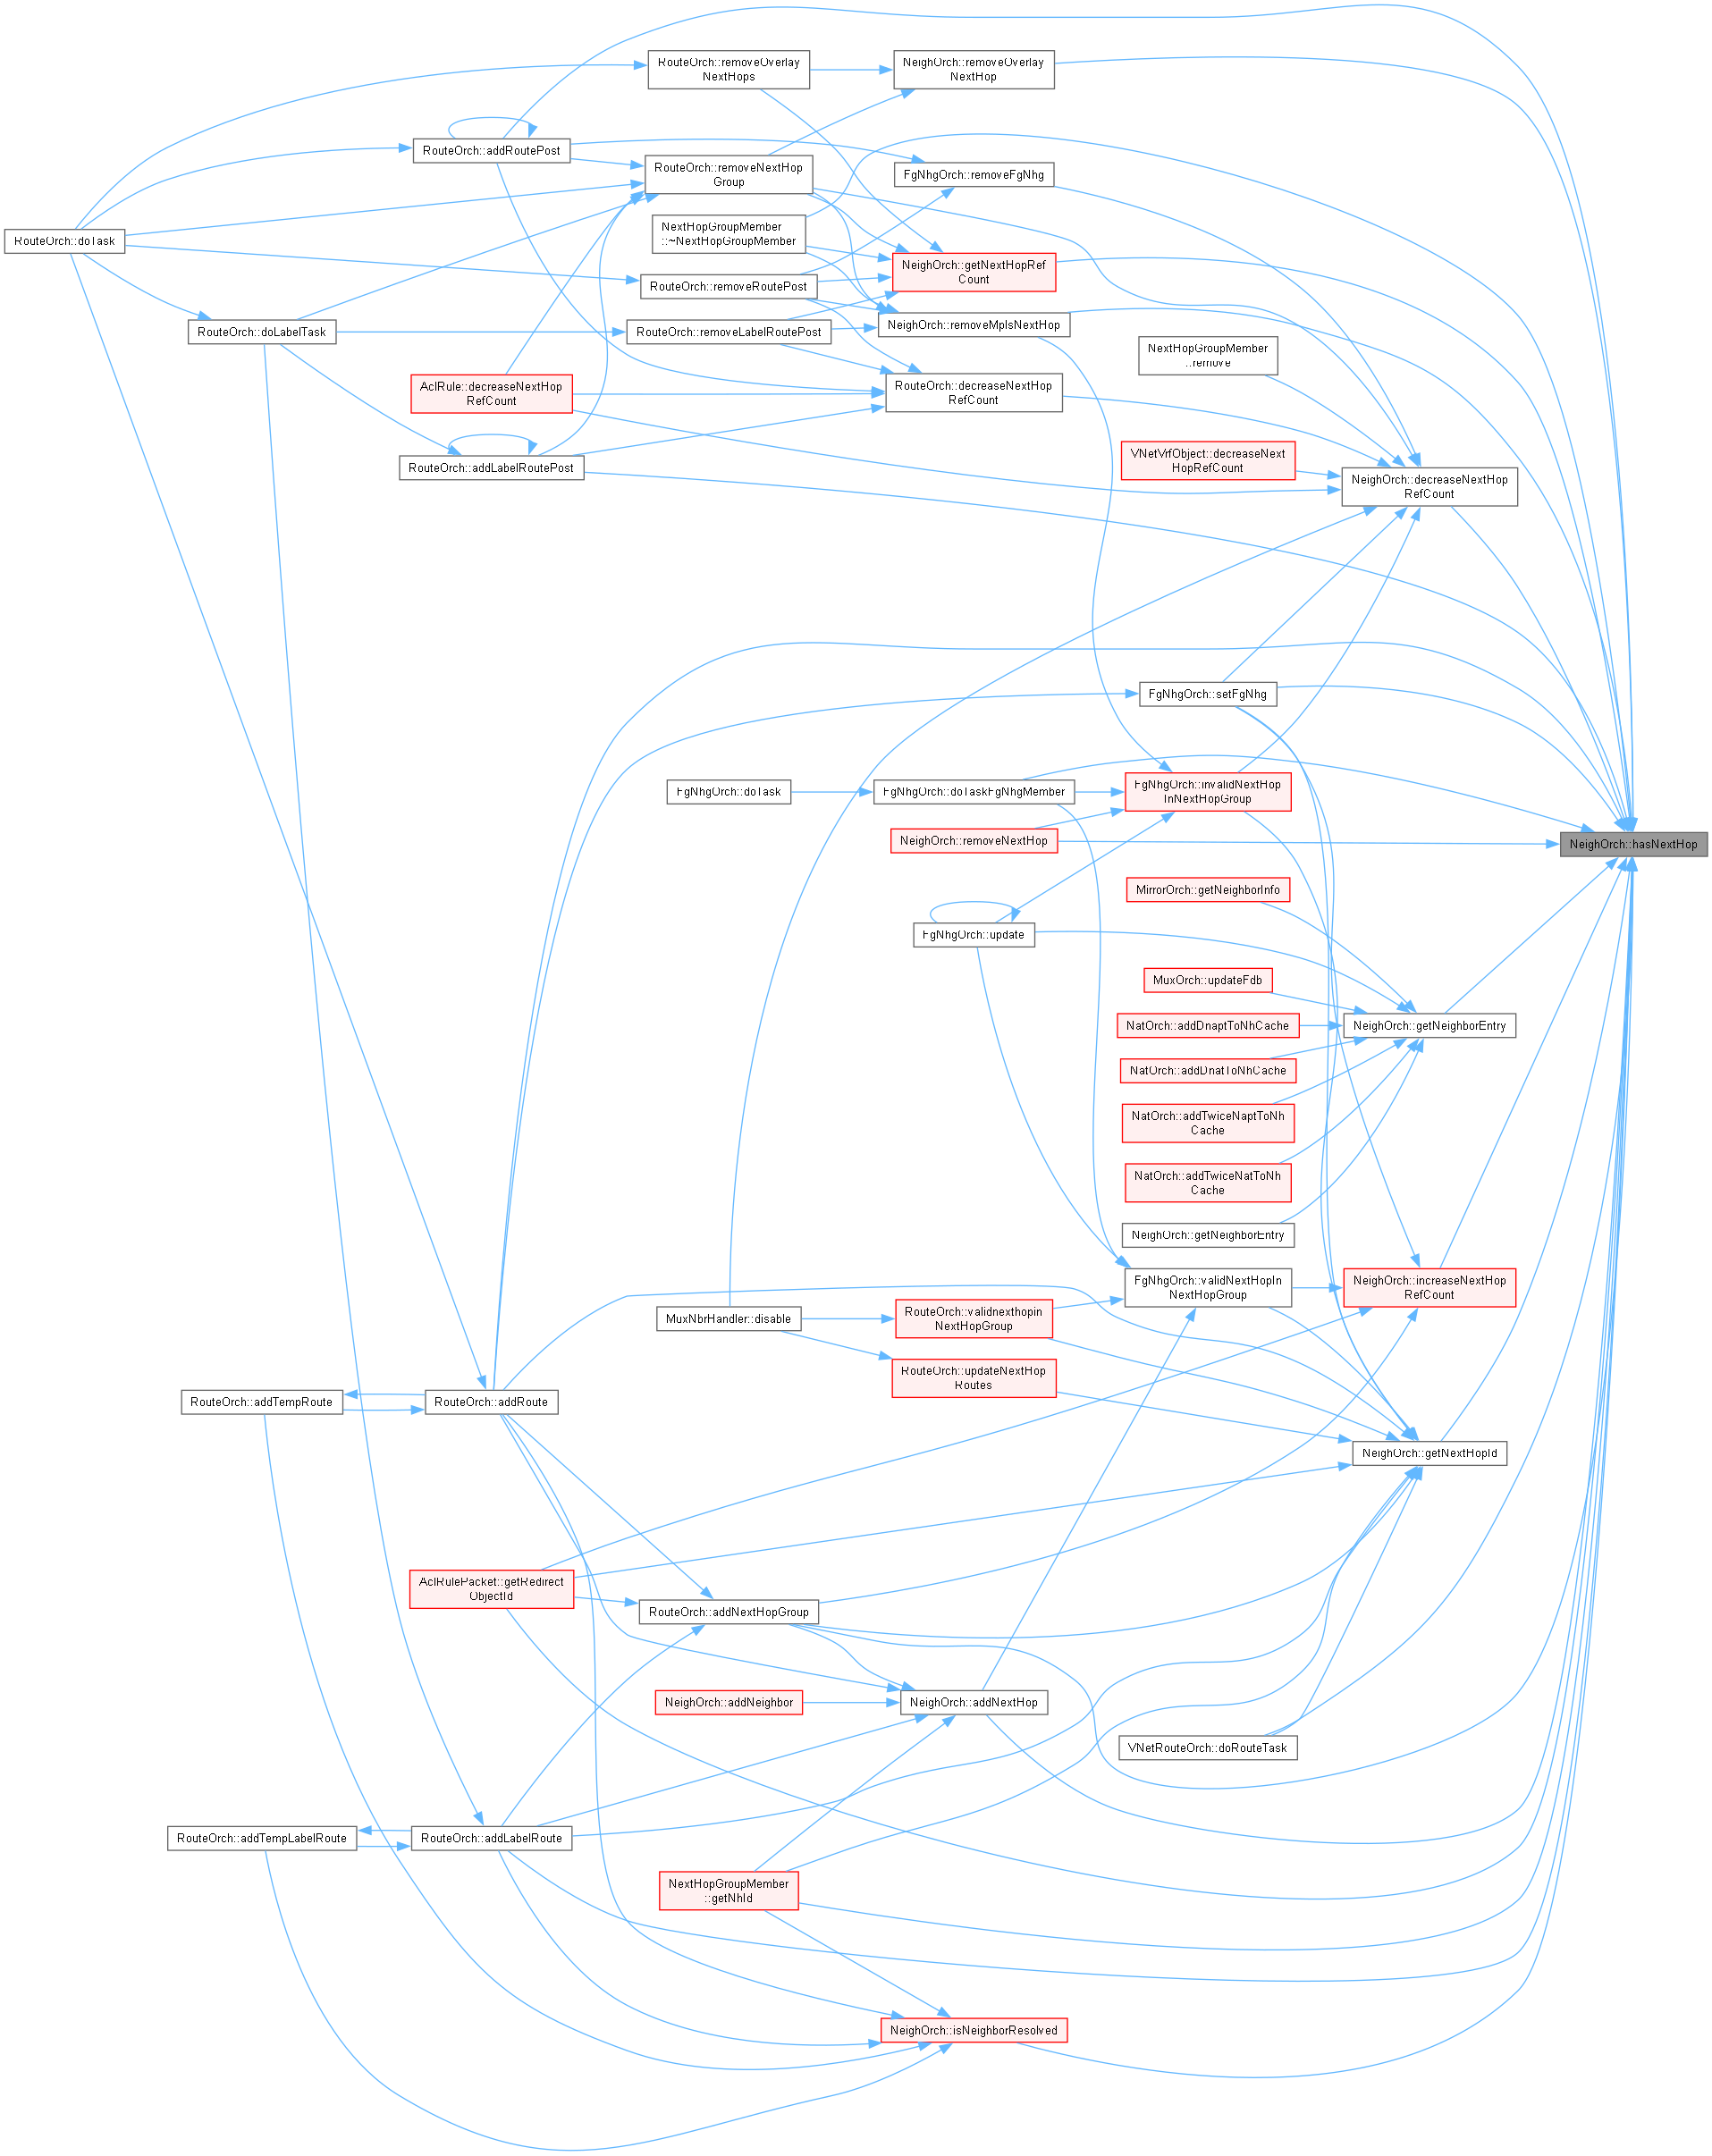 RouteOrch::removeOverlay
NextHops
NeighOrch::removeOverlay
NextHop
RouteOrch::addRoutePost
RouteOrch::removeNextHop
Group
FgNhgOrch::removeFgNhg
NextHopGroupMember
::~NextHopGroupMember
RouteOrch::doTask
NeighOrch::getNextHopRef
Count
RouteOrch::removeRoutePost
RouteOrch::doLabelTask
RouteOrch::removeLabelRoutePost
NeighOrch::removeMplsNextHop
NextHopGroupMember
::remove
AclRule::decreaseNextHop
RefCount
RouteOrch::decreaseNextHop
RefCount
RouteOrch::addLabelRoutePost
VNetVrfObject::decreaseNext
HopRefCount
NeighOrch::decreaseNextHop
RefCount
FgNhgOrch::setFgNhg
FgNhgOrch::doTask
FgNhgOrch::doTaskFgNhgMember
FgNhgOrch::invalidNextHop
InNextHopGroup
NeighOrch::removeNextHop
NeighOrch::hasNextHop
MirrorOrch::getNeighborInfo
FgNhgOrch::update
MuxOrch::updateFdb
NatOrch::addDnaptToNhCache
NeighOrch::getNeighborEntry
NatOrch::addDnatToNhCache
NatOrch::addTwiceNaptToNh
Cache
NatOrch::addTwiceNatToNh
Cache
NeighOrch::getNeighborEntry
FgNhgOrch::validNextHopIn
NextHopGroup
NeighOrch::increaseNextHop
RefCount
MuxNbrHandler::disable
RouteOrch::validnexthopin
NextHopGroup
RouteOrch::updateNextHop
Routes
RouteOrch::addTempRoute
RouteOrch::addRoute
NeighOrch::getNextHopId
AclRulePacket::getRedirect
ObjectId
RouteOrch::addNextHopGroup
NeighOrch::addNeighbor
NeighOrch::addNextHop
VNetRouteOrch::doRouteTask
RouteOrch::addTempLabelRoute
RouteOrch::addLabelRoute
NextHopGroupMember
::getNhId
NeighOrch::isNeighborResolved